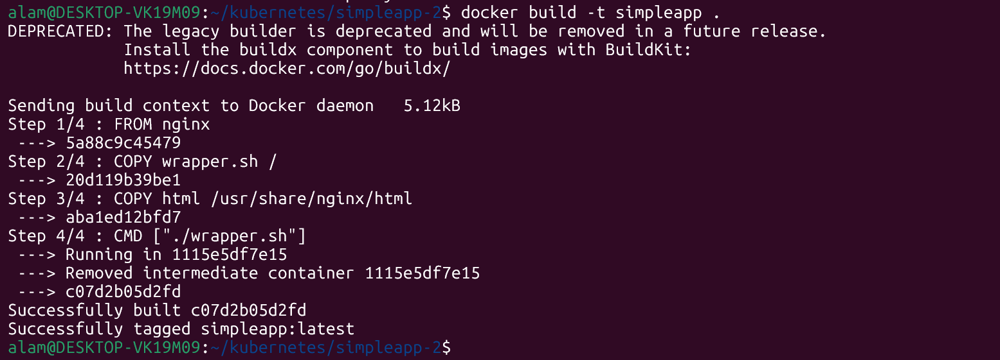 alam@DESKTOP-VK19M09:~/kubernetes/simpleapp-2$ docker build -t simpleapp .
DEPRECATED: The legacy builder is deprecated and will be removed in a future release.
            Install the buildx component to build images with BuildKit:
            https://docs.docker.com/go/buildx/

Sending build context to Docker daemon   5.12kB
Step 1/4 : FROM nginx
 ---> 5a88c9c45479
Step 2/4 : COPY wrapper.sh /
 ---> 20d119b39be1
Step 3/4 : COPY html /usr/share/nginx/html
 ---> aba1ed12bfd7
Step 4/4 : CMD ["./wrapper.sh"]
 ---> Running in 1115e5df7e15
 ---> Removed intermediate container 1115e5df7e15
 ---> c07d2b05d2fd
Successfully built c07d2b05d2fd
Successfully tagged simpleapp:latest
alam@DESKTOP-VK19M09:~/kubernetes/simpleapp-2$